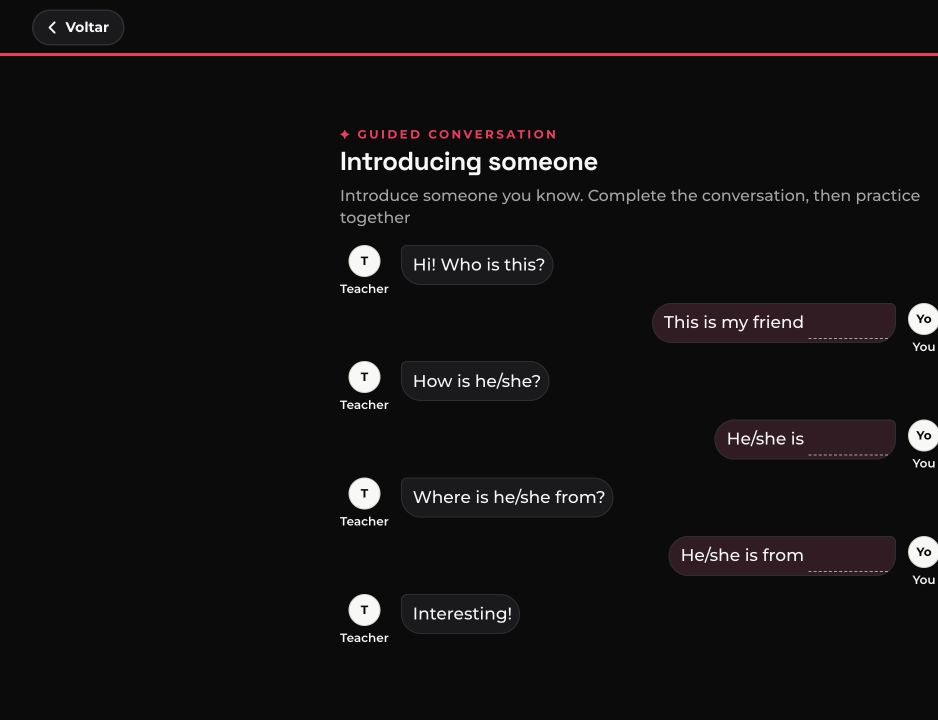 Voltar
✦ GUIDED CONVERSATION
Introducing someone
Introduce someone you know. Complete the conversation, then practice
together
T
Teacher
Hi! Who is this?
This is my friend
Yo
You
T
Teacher
How is he/she?
He/she is
Yo
You
T
Teacher
Where is he/she from?
He/she is from
Yo
You
T
Teacher
Interesting!